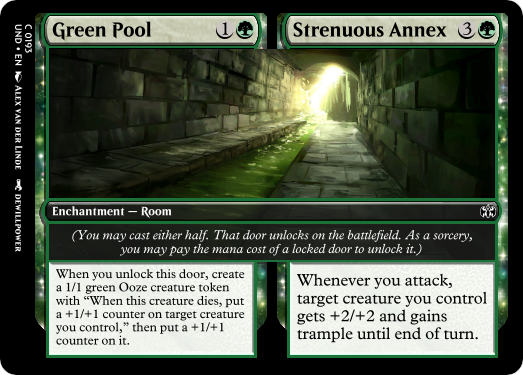 Green Pool 1
Strenuous Annex 3
Enchantment — Room
(You may cast either half. That door unlocks on the battlefield. As a sorcery,
you may pay the mana cost of a locked door to unlock it.)
When you unlock this door, create
a 1/1 green Ooze creature token
with “When this creature dies, put
a +1/+1 counter on target creature
you control,” then put a +1/+1
counter on it.
Whenever you attack,
target creature you control
gets +2/+2 and gains
trample until end of turn.
C 0193
UND • EN Alex van der Linde dewillpower